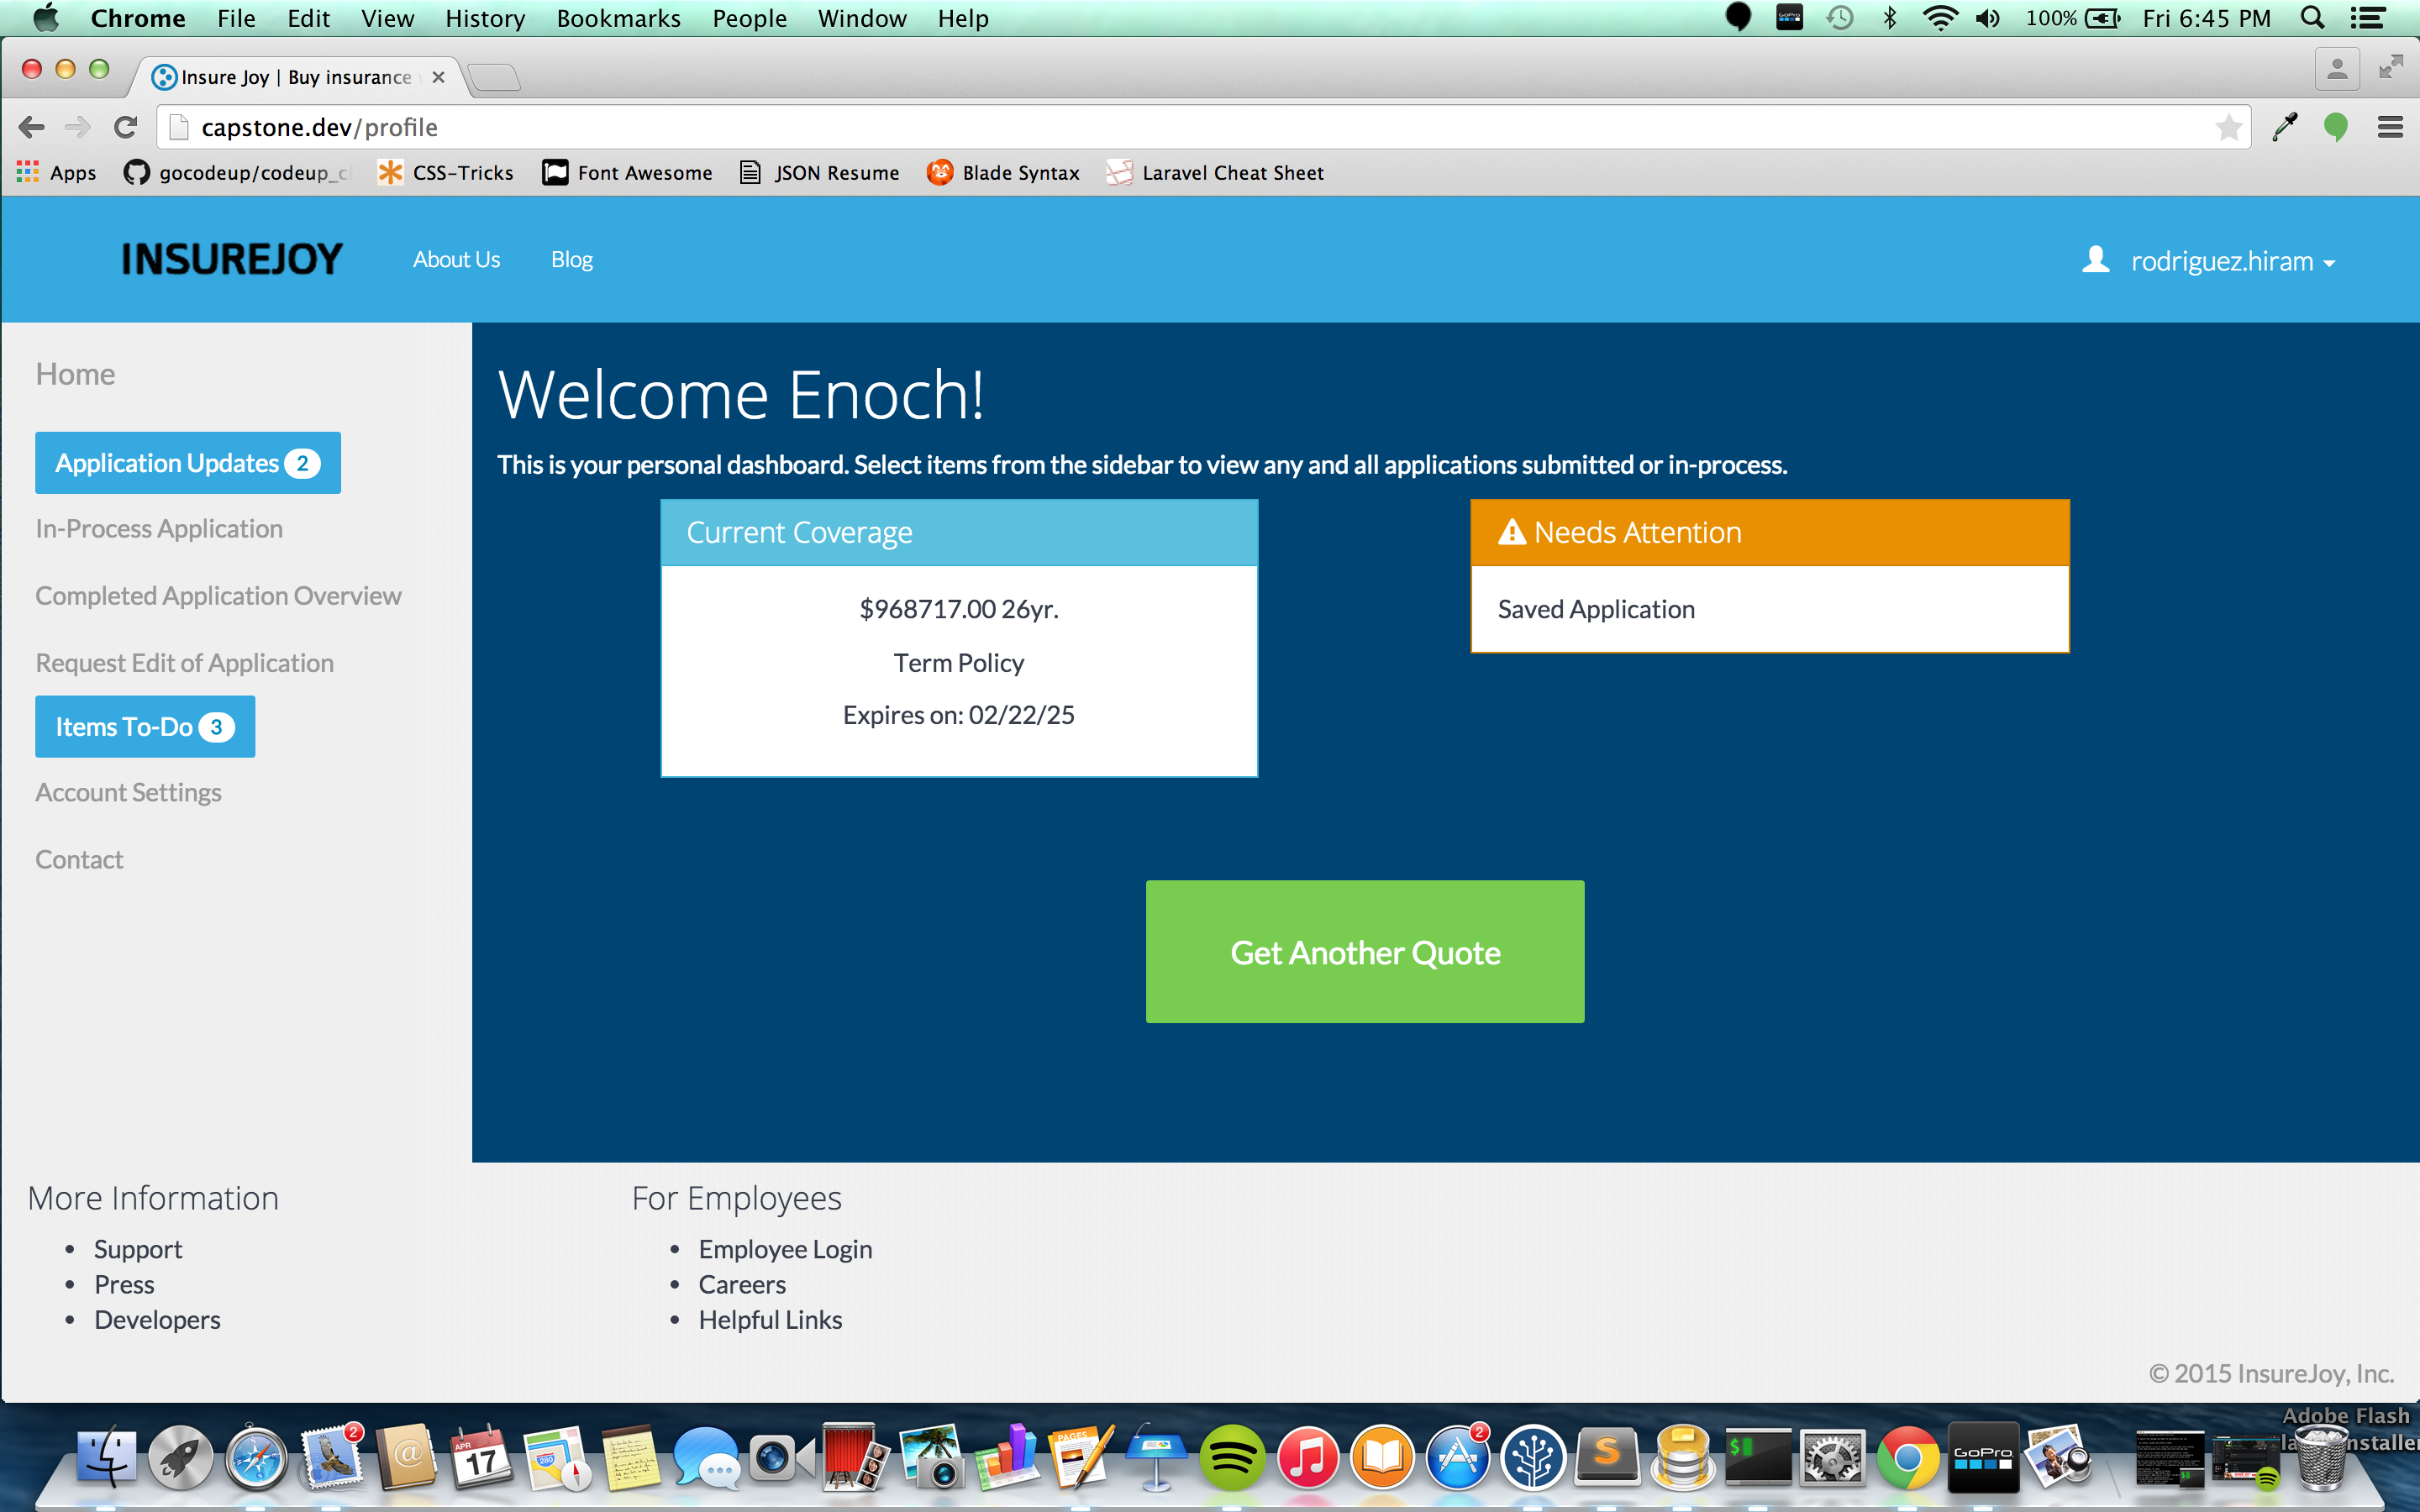 Chrome File Edit View History Bookmarks People Window Help
GoPro 100% Fri 6:45 PM
Insure Joy | Buy insurance
capstone.dev/profile
Apps gocodeup/codeup_c CSS-Tricks Font Awesome JSON Resume Blade Syntax Laravel Cheat Sheet
INSUREJOY About Us Blog rodriguez.hiram
Home
Application Updates 2
In-Process Application
Completed Application Overview
Request Edit of Application
Items To-Do 3
Account Settings
Contact
Welcome Enoch!
This is your personal dashboard. Select items from the sidebar to view any and all applications submitted or in-process.
Current Coverage
$968717.00 26yr.
Term Policy
Expires on: 02/22/25
Needs Attention
Saved Application
Get Another Quote
More Information
• Support
• Press
• Developers
For Employees
• Employee Login
• Careers
• Helpful Links
© 2015 InsureJoy, Inc.
Adobe Flash
2
@
APR
17
280
PAGES
2
S
$
GoPro